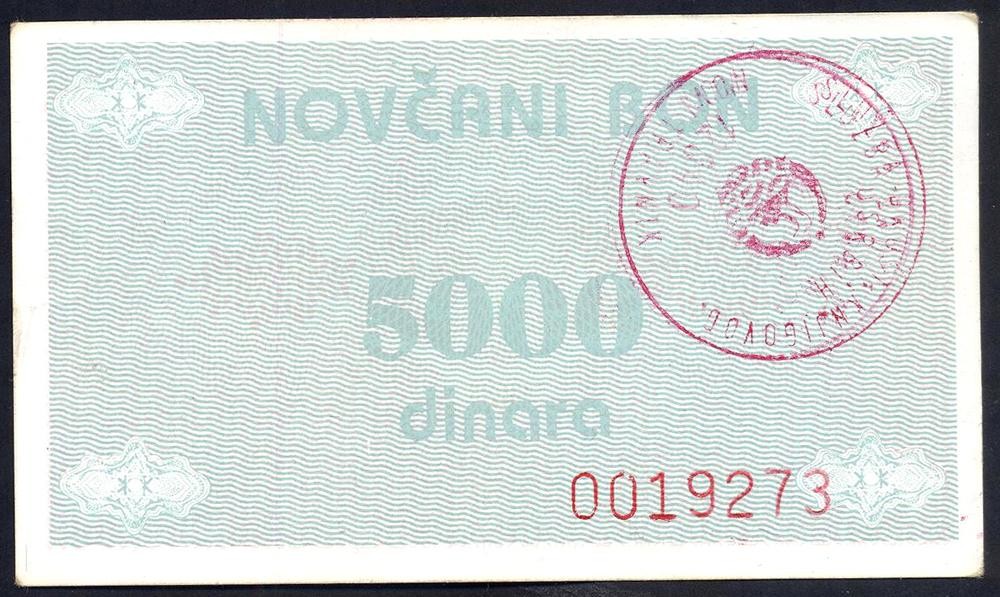 NOVČANI BON
5000
dinara
0019273